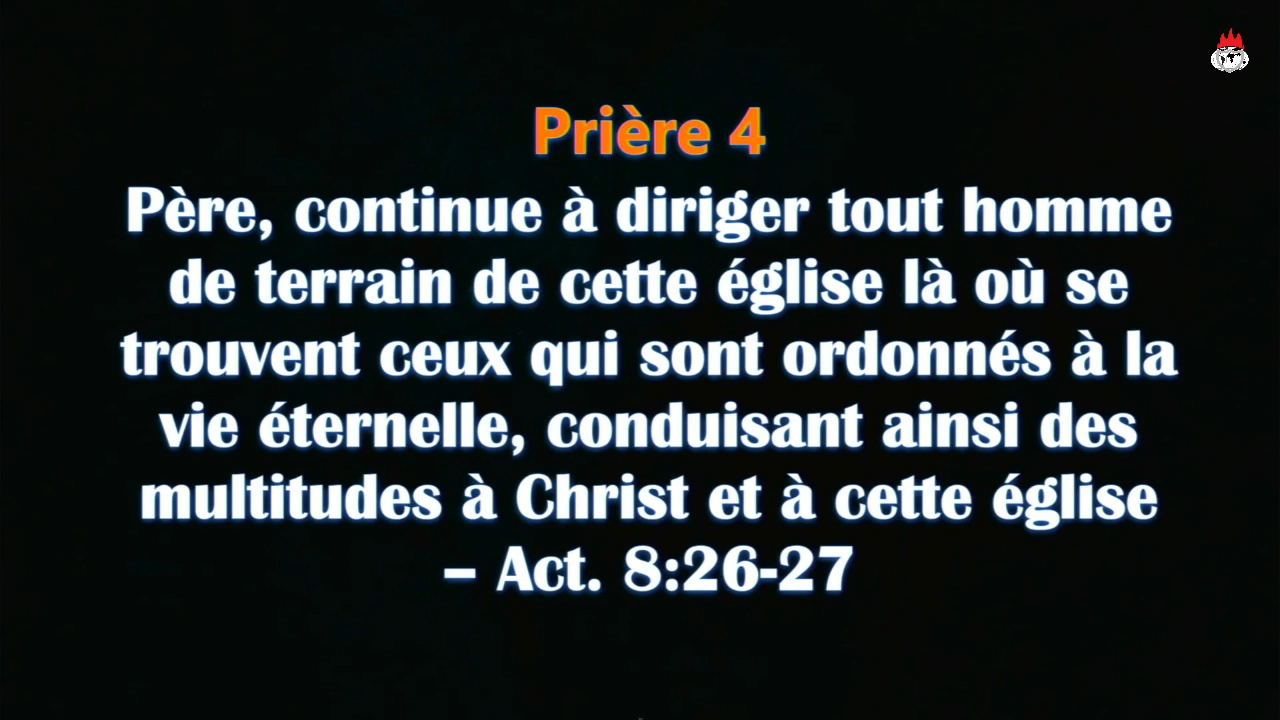 Prière 4
Père, continue à diriger tout homme
de terrain de cette église là où se
trouvent ceux qui sont ordonnés à la
vie éternelle, conduisant ainsi des
multitudes à Christ et à cette église
– Act. 8:26-27